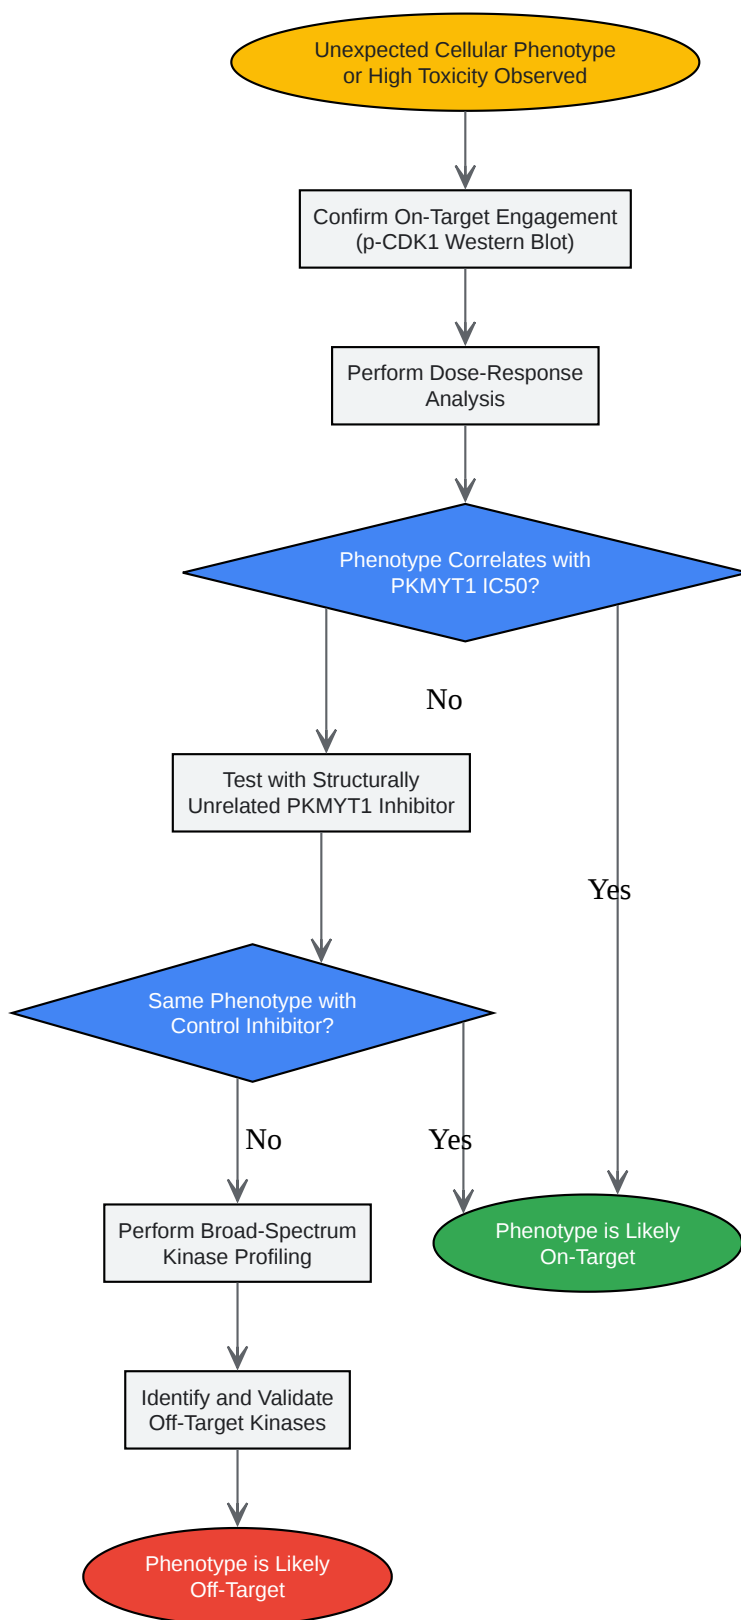 Unexpected Cellular Phenotype
or High Toxicity Observed
Confirm On-Target Engagement
(p-CDK1 Western Blot)
Perform Dose-Response
Analysis
Phenotype Correlates with
PKMYT1 IC50?
No
Test with Structurally
Unrelated PKMYT1 Inhibitor
Yes
Same Phenotype with
Control Inhibitor?
No
Yes
Perform Broad-Spectrum
Kinase Profiling
Phenotype is Likely
On-Target
Identify and Validate
Off-Target Kinases
Phenotype is Likely
Off-Target